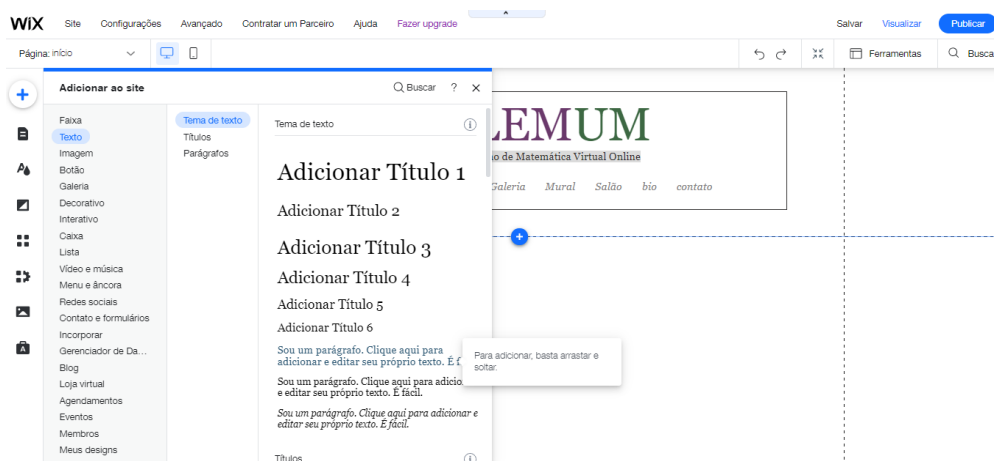 WiX Site Configurações Avançado Contratar um Parceiro Ajuda Fazer upgrade Salvar Visualizar Publicar
Página: início Ferramentas Busca
Adicionar ao site Buscar ? ×
Faixa
Texto
Imagem
Botão
Galeria
Decorativo
Interativo
Caixa
Lista
Vídeo e música
Menu e âncora
Redes sociais
Contato e formulários
Incorporar
Gerenciador de Da...
Blog
Loja virtual
Agendamentos
Eventos
Membros
Meus designs
Tema de texto
Títulos
Parágrafos
Tema de texto
Adicionar Título 1
Adicionar Título 2
Adicionar Título 3
Adicionar Título 4
Adicionar Título 5
Adicionar Título 6
Sou um parágrafo. Clique aqui para
adicionar e editar seu próprio texto. É f
Sou um parágrafo. Clique aqui para adicio
e editar seu próprio texto. É fácil.
Sou um parágrafo. Clique aqui para adicionar e
editar seu próprio texto. É fácil.
Títulos
LEMUM
ão de Matemática Virtual Online
Galeria Mural Salão bio contato
Para adicionar, basta arrastar e
soltar.